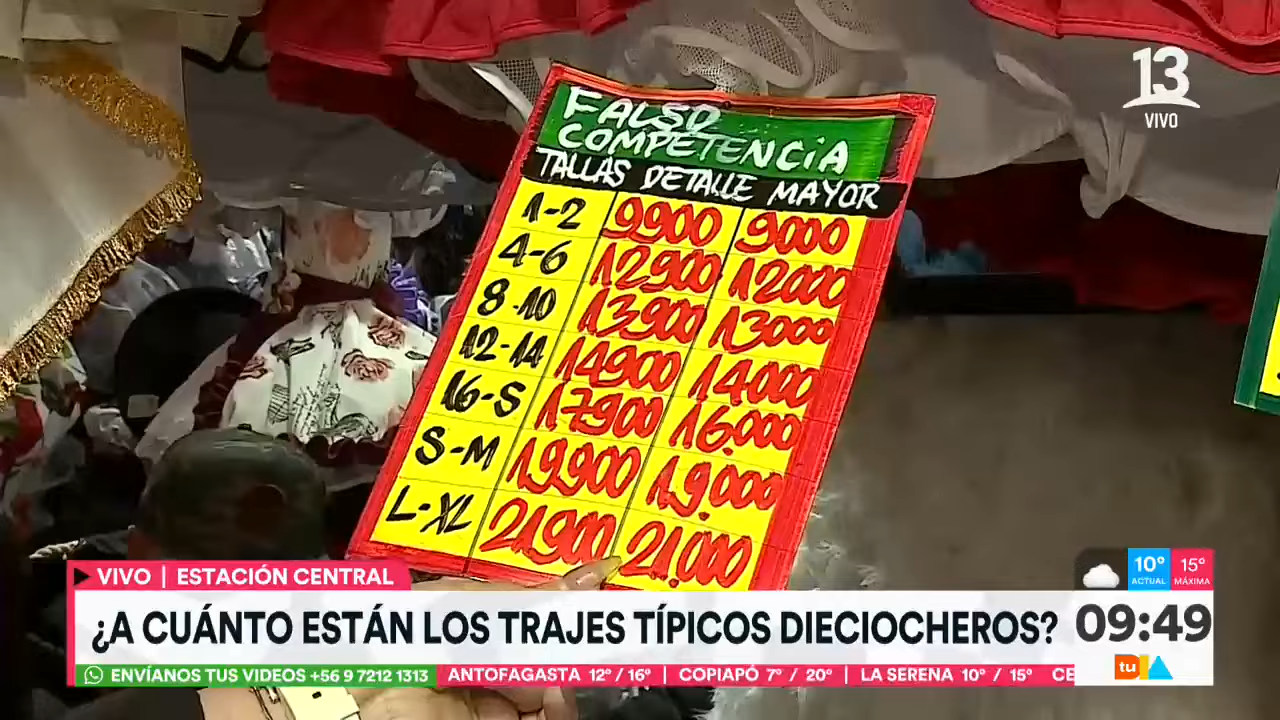 13
VIVO
FALSO
COMPETENCIA
TALLAS DETALLE MAYOR
1-2 9900 9000
4-6 12900 12000
8-10 13900 13000
12-14 14900 14000
16-S 17900 16.000
S-M 19900 19.000
L-XL 21900 21.000
VIVO | ESTACIÓN CENTRAL
10° ACTUAL 15° MÁXIMA
¿A CUÁNTO ESTÁN LOS TRAJES TÍPICOS DIECIOCHEROS?
09:49
ENVÍANOS TUS VIDEOS +56 9 7212 1313 ANTOFAGASTA 12° / 16° | COPIAPÓ 7° / 20° | LA SERENA 10° / 15° CE
tu DÍA